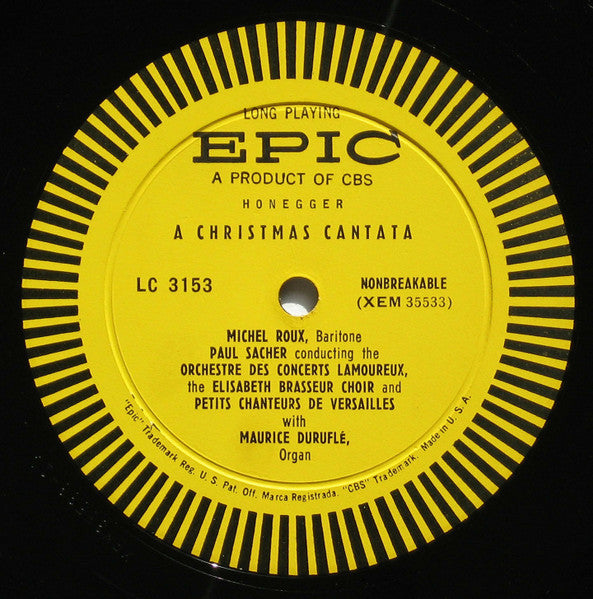 LONG PLAYING
EPIC
A PRODUCT OF CBS
HONEGGER
A CHRISTMAS CANTATA
LC 3153
NONBREAKABLE
(XEM 35533)
MICHEL ROUX, Baritone
PAUL SACHER conducting the
ORCHESTRE DES CONCERTS LAMOUREUX,
the ELISABETH BRASSEUR CHOIR and
PETITS CHANTEURS DE VERSAILLES
with
MAURICE DURUFLÉ,
Organ
"Epic" Trademark Reg. U. S. Pat. Off. Marca Registrada. "CBS" Trademark. Made in U. S. A.